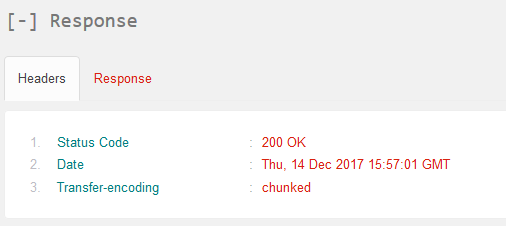 [-] Response
Headers Response
1. Status Code : 200 OK
2. Date : Thu, 14 Dec 2017 15:57:01 GMT
3. Transfer-encoding : chunked